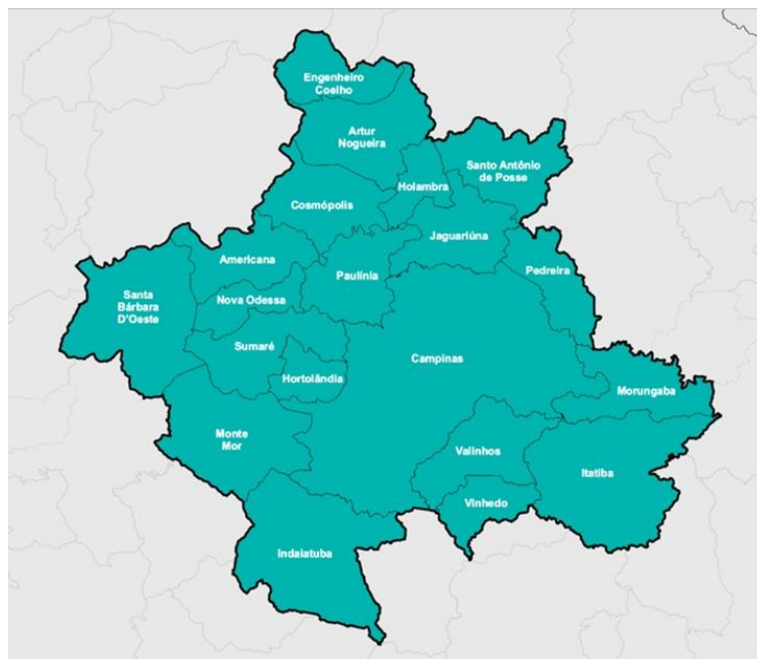 Engenheiro
Coelho
Artur
Nogueira
Santo Antônio
de Posse
Holambra
Cosmópolis
Jaguariúna
Americana
Paulínia
Pedreira
Santa
Bárbara
D'Oeste
Nova Odessa
Sumaré
Campinas
Hortolândia
Morungaba
Monte
Mor
Valinhos
Itatiba
Vinhedo
Indaiatuba